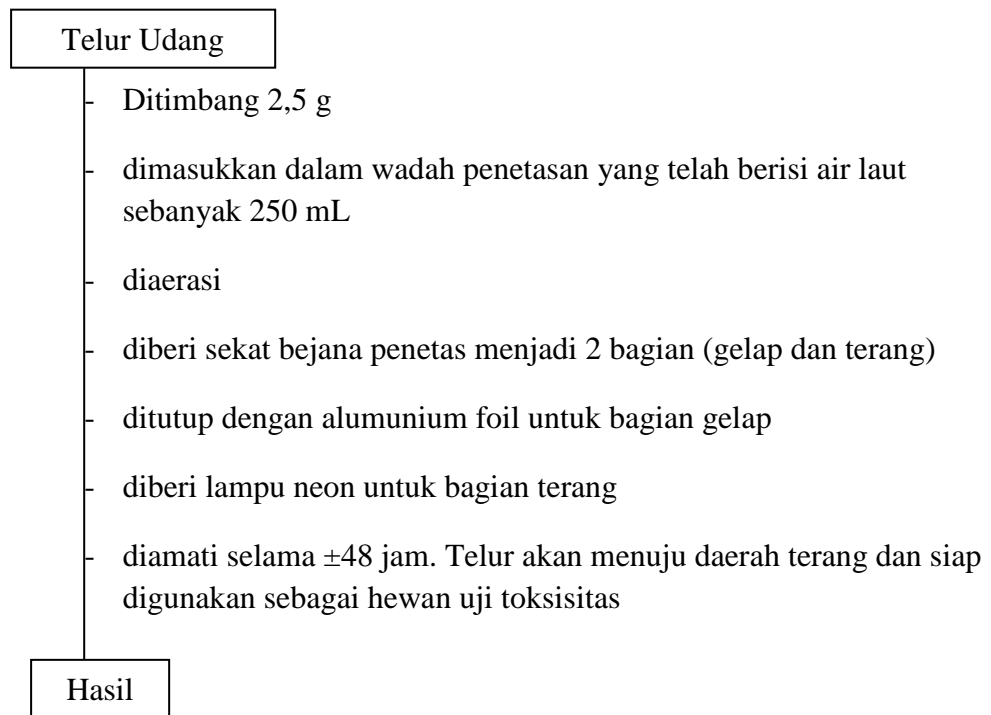 Telur Udang
- Ditimbang 2,5 g
- dimasukkan dalam wadah penetasan yang telah berisi air laut
sebanyak 250 mL
- diaerasi
- diberi sekat bejana penetas menjadi 2 bagian (gelap dan terang)
- ditutup dengan alumunium foil untuk bagian gelap
- diberi lampu neon untuk bagian terang
- diamati selama ±48 jam. Telur akan menuju daerah terang dan siap
digunakan sebagai hewan uji toksisitas
Hasil